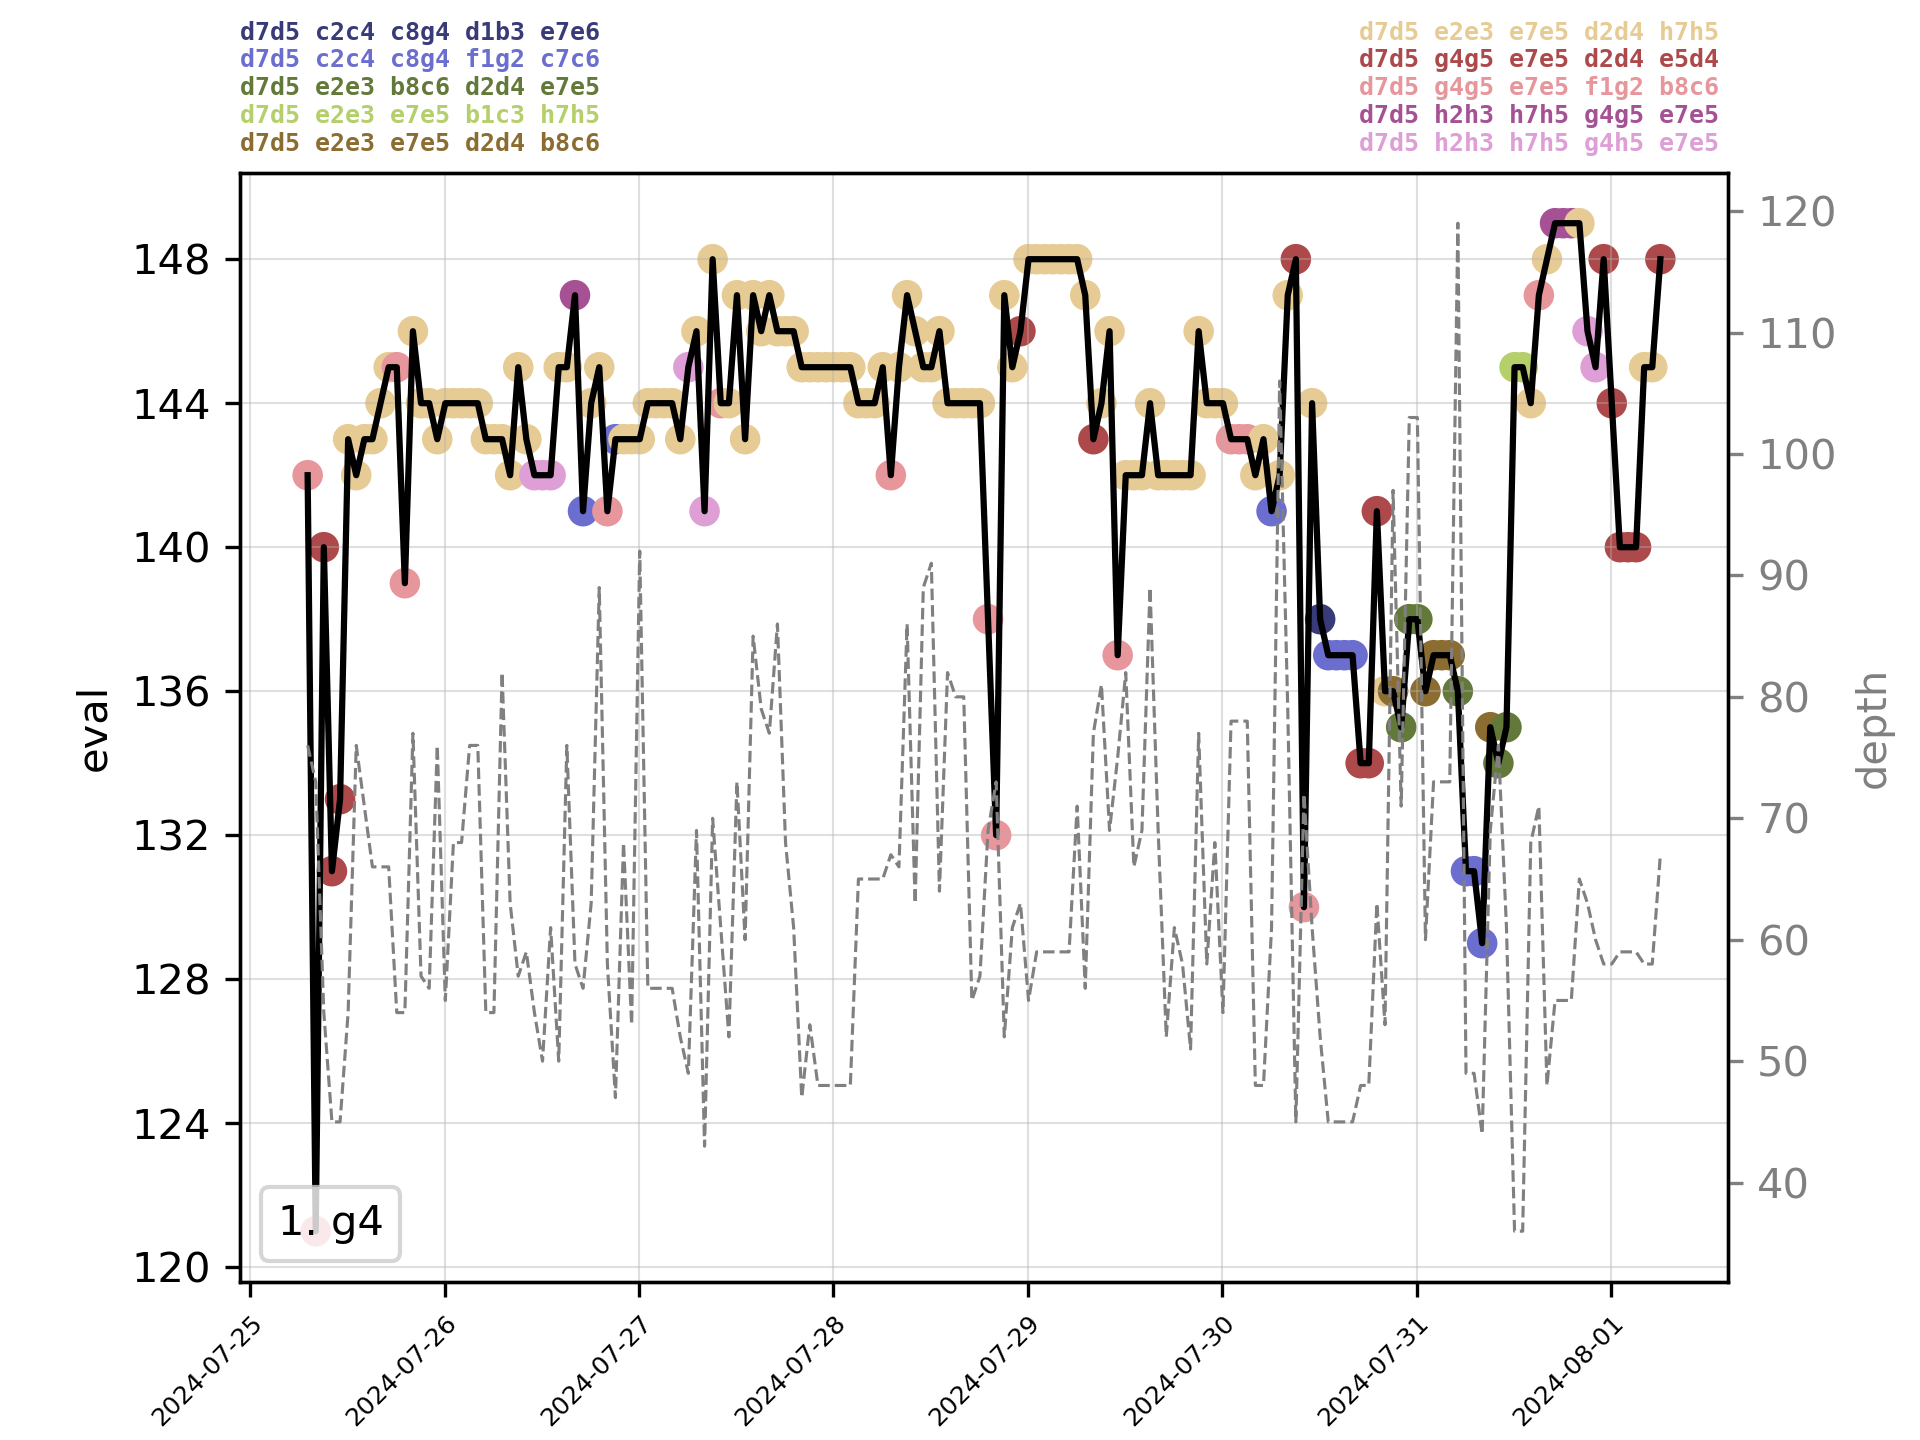 d7d5 c2c4 c8g4 d1b3 e7e6
d7d5 c2c4 c8g4 f1g2 c7c6
d7d5 e2e3 b8c6 d2d4 e7e5
d7d5 e2e3 e7e5 b1c3 h7h5
d7d5 e2e3 e7e5 d2d4 b8c6
d7d5 e2e3 e7e5 d2d4 h7h5
d7d5 g4g5 e7e5 d2d4 e5d4
d7d5 g4g5 e7e5 f1g2 b8c6
d7d5 h2h3 h7h5 g4g5 e7e5
d7d5 h2h3 h7h5 g4h5 e7e5
148
144
140
136
132
128
124
120
eval
120
110
100
90
80
70
60
50
40
depth
1. g4
2024-07-25
2024-07-26
2024-07-27
2024-07-28
2024-07-29
2024-07-30
2024-07-31
2024-08-01